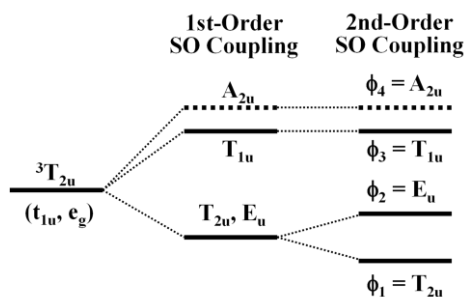 1st-Order 2nd-Order
SO Coupling SO Coupling
A₂ᵤ ϕ₄ = A₂ᵤ
³T₂ᵤ T₁ᵤ ϕ₃ = T₁ᵤ
(t₁ᵤ, e_g) T₂ᵤ, Eᵤ ϕ₂ = Eᵤ
ϕ₁ = T₂ᵤ